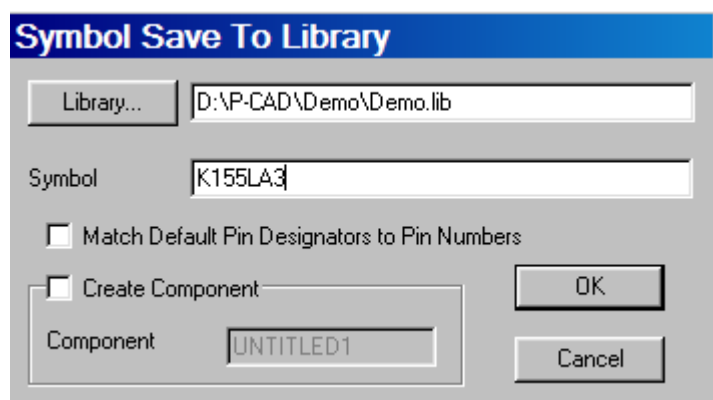 Symbol Save To Library
Library... D:\P-CAD\Demo\Demo.lib
Symbol K155LA3
Match Default Pin Designators to Pin Numbers
Create Component
OK
Component UNTITLED1
Cancel